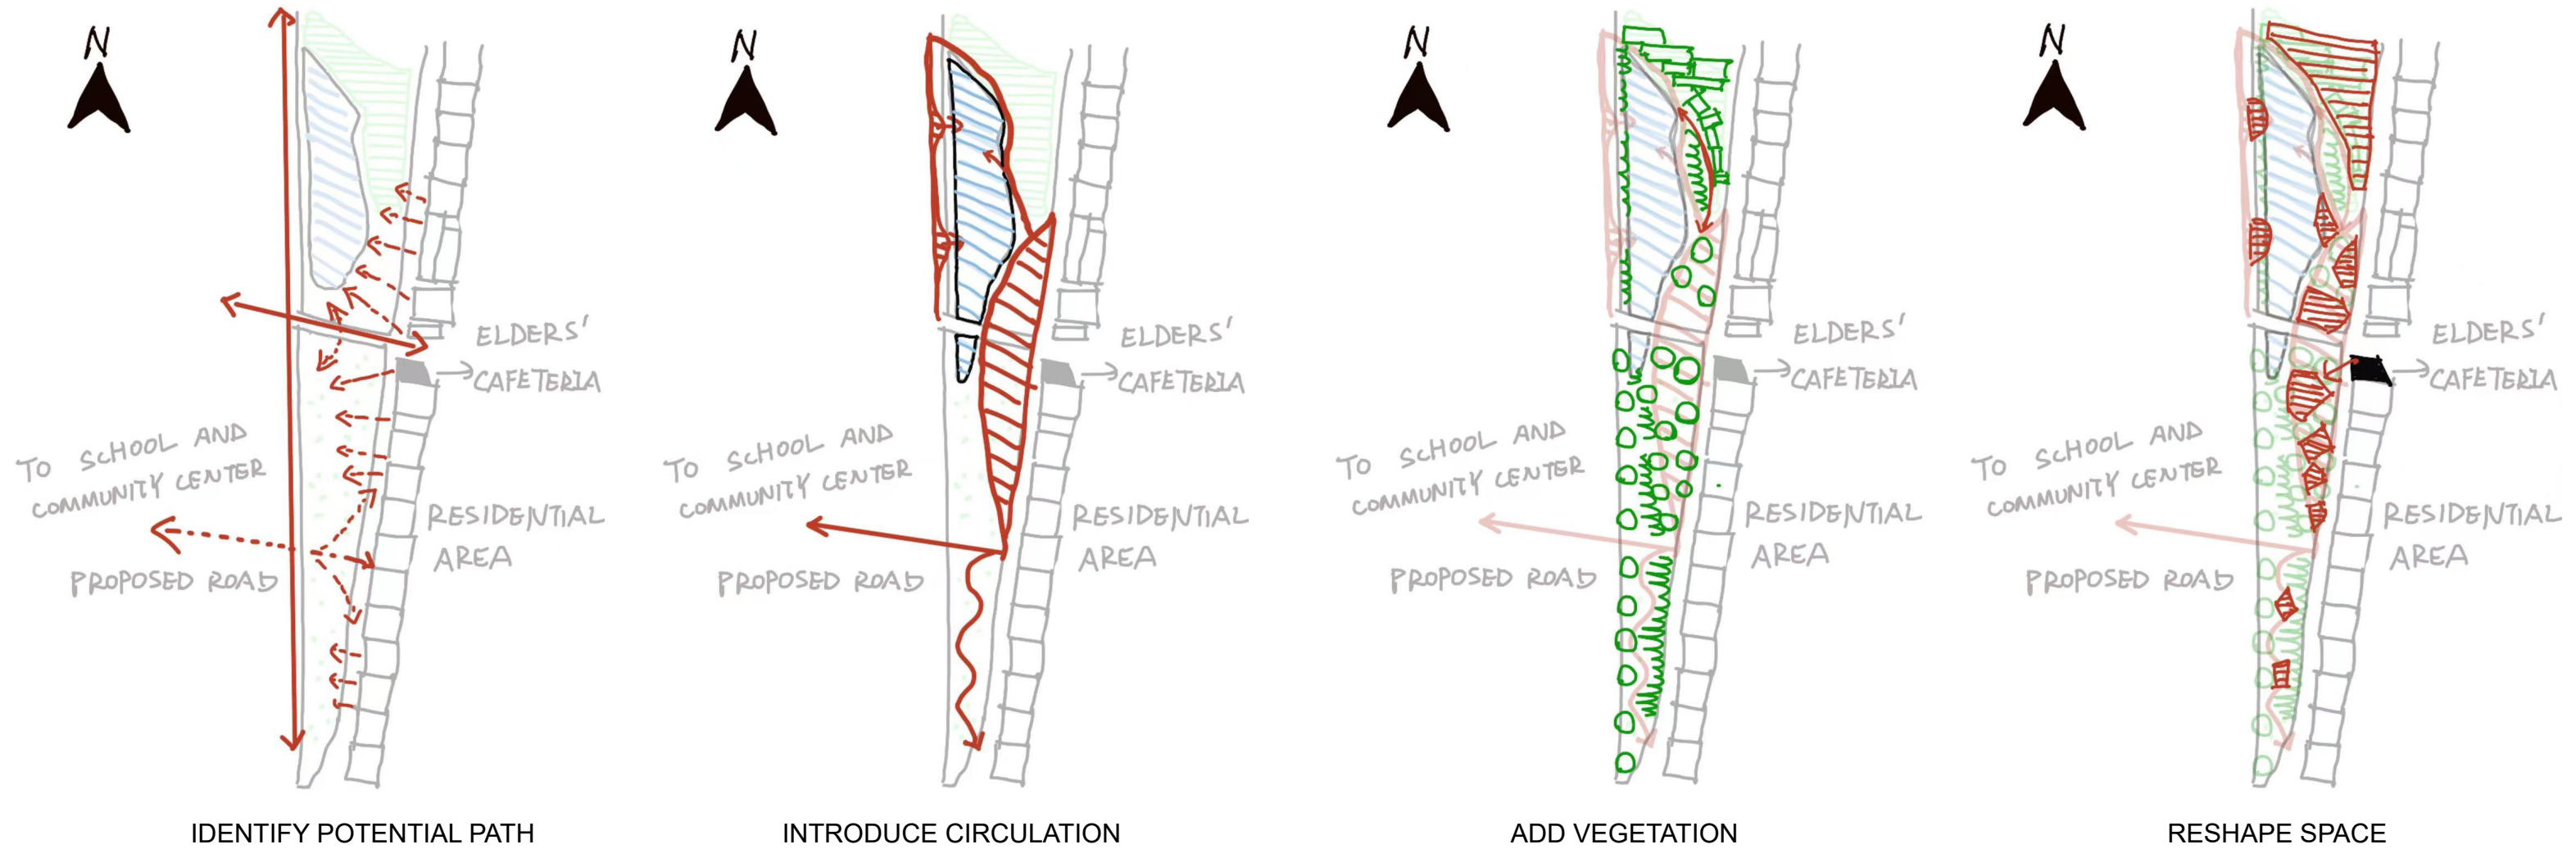 N
ELDERS'
CAFETERIA
TO SCHOOL AND
COMMUNITY CENTER
RESIDENTIAL
AREA
PROPOSED ROAD
IDENTIFY POTENTIAL PATH
N
ELDERS'
CAFETERIA
TO SCHOOL AND
COMMUNITY CENTER
RESIDENTIAL
AREA
PROPOSED ROAD
INTRODUCE CIRCULATION
N
ELDERS'
CAFETERIA
TO SCHOOL AND
COMMUNITY CENTER
RESIDENTIAL
AREA
PROPOSED ROAD
ADD VEGETATION
N
ELDERS'
CAFETERIA
TO SCHOOL AND
COMMUNITY CENTER
RESIDENTIAL
AREA
PROPOSED ROAD
RESHAPE SPACE